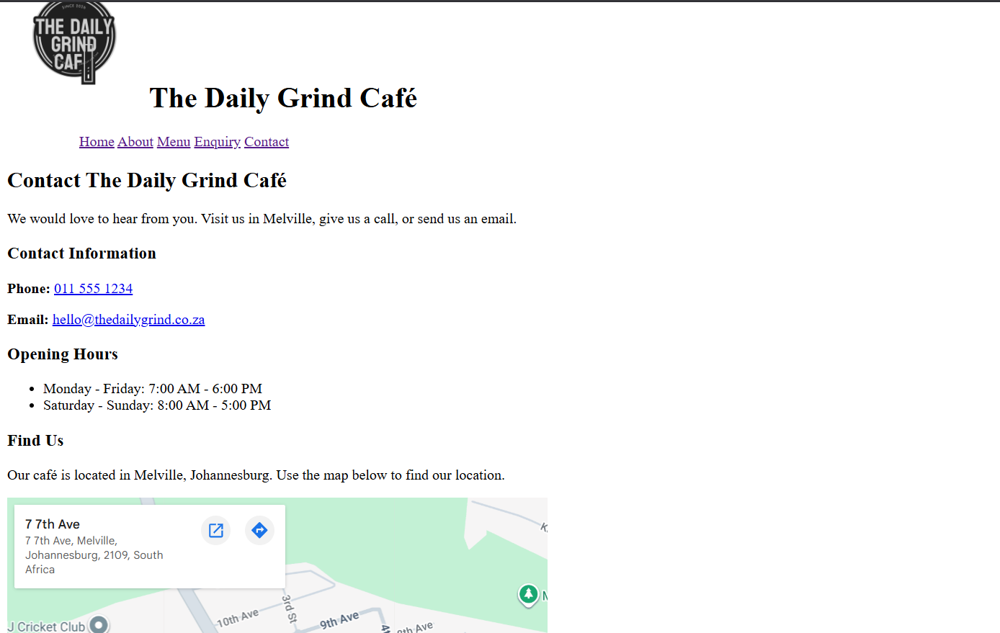 SINCE 2020
THE DAILY
GRIND
CAF
The Daily Grind Café
Home About Menu Enquiry Contact
Contact The Daily Grind Café
We would love to hear from you. Visit us in Melville, give us a call, or send us an email.
Contact Information
Phone: 011 555 1234
Email: hello@thedailygrind.co.za
Opening Hours
Monday - Friday: 7:00 AM - 6:00 PM
Saturday - Sunday: 8:00 AM - 5:00 PM
Find Us
Our café is located in Melville, Johannesburg. Use the map below to find our location.
7 7th Ave
7 7th Ave, Melville,
Johannesburg, 2109, South
Africa
K
M
3rd St
10th Ave
9th Ave
J Cricket Club